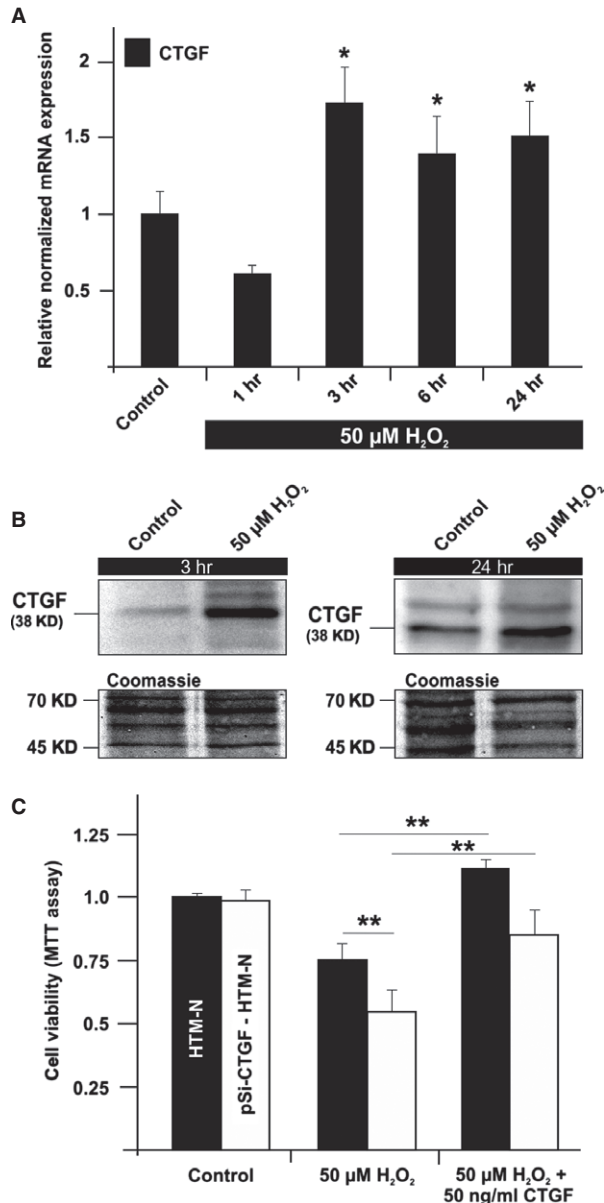 A
CTGF
Relative normalized mRNA expression
2
1.5
1
0.5
*
*
*
Control
1 hr
3 hr
6 hr
24 hr
50 µM H₂O₂
B
Control
50 µM H₂O₂
Control
50 µM H₂O₂
3 hr
24 hr
CTGF
(38 KD)
CTGF
(38 KD)
Coomassie
Coomassie
70 KD
45 KD
70 KD
45 KD
C
Cell viability (MTT assay)
1.25
1.0
0.75
0.5
0.25
**
**
**
HTM-N
pSi-CTGF - HTM-N
Control
50 µM H₂O₂
50 µM H₂O₂ +
50 ng/ml CTGF